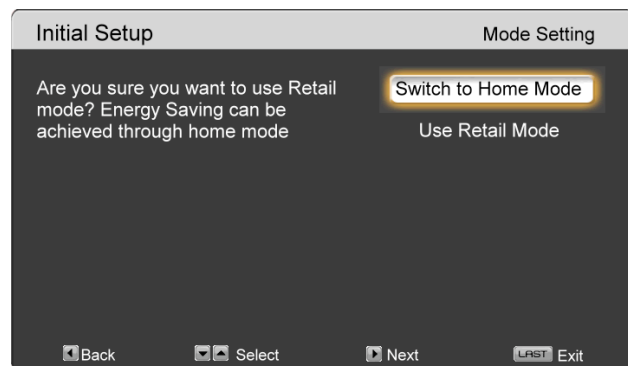 Initial Setup
Mode Setting
Are you sure you want to use Retail
mode? Energy Saving can be
achieved through home mode
Switch to Home Mode
Use Retail Mode
Back
Select
Next
LAST Exit